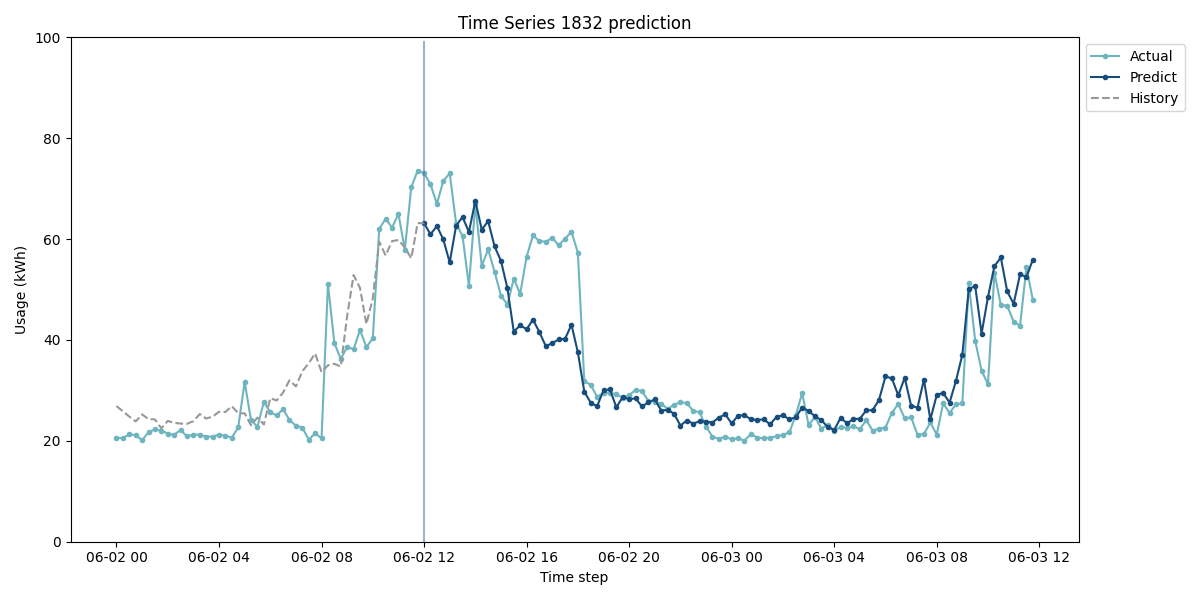 Time Series 1832 prediction
100
80
60
40
20
0
Usage (kWh)
06-02 00 06-02 04 06-02 08 06-02 12 06-02 16 06-02 20 06-03 00 06-03 04 06-03 08 06-03 12
Time step
Actual
Predict
History